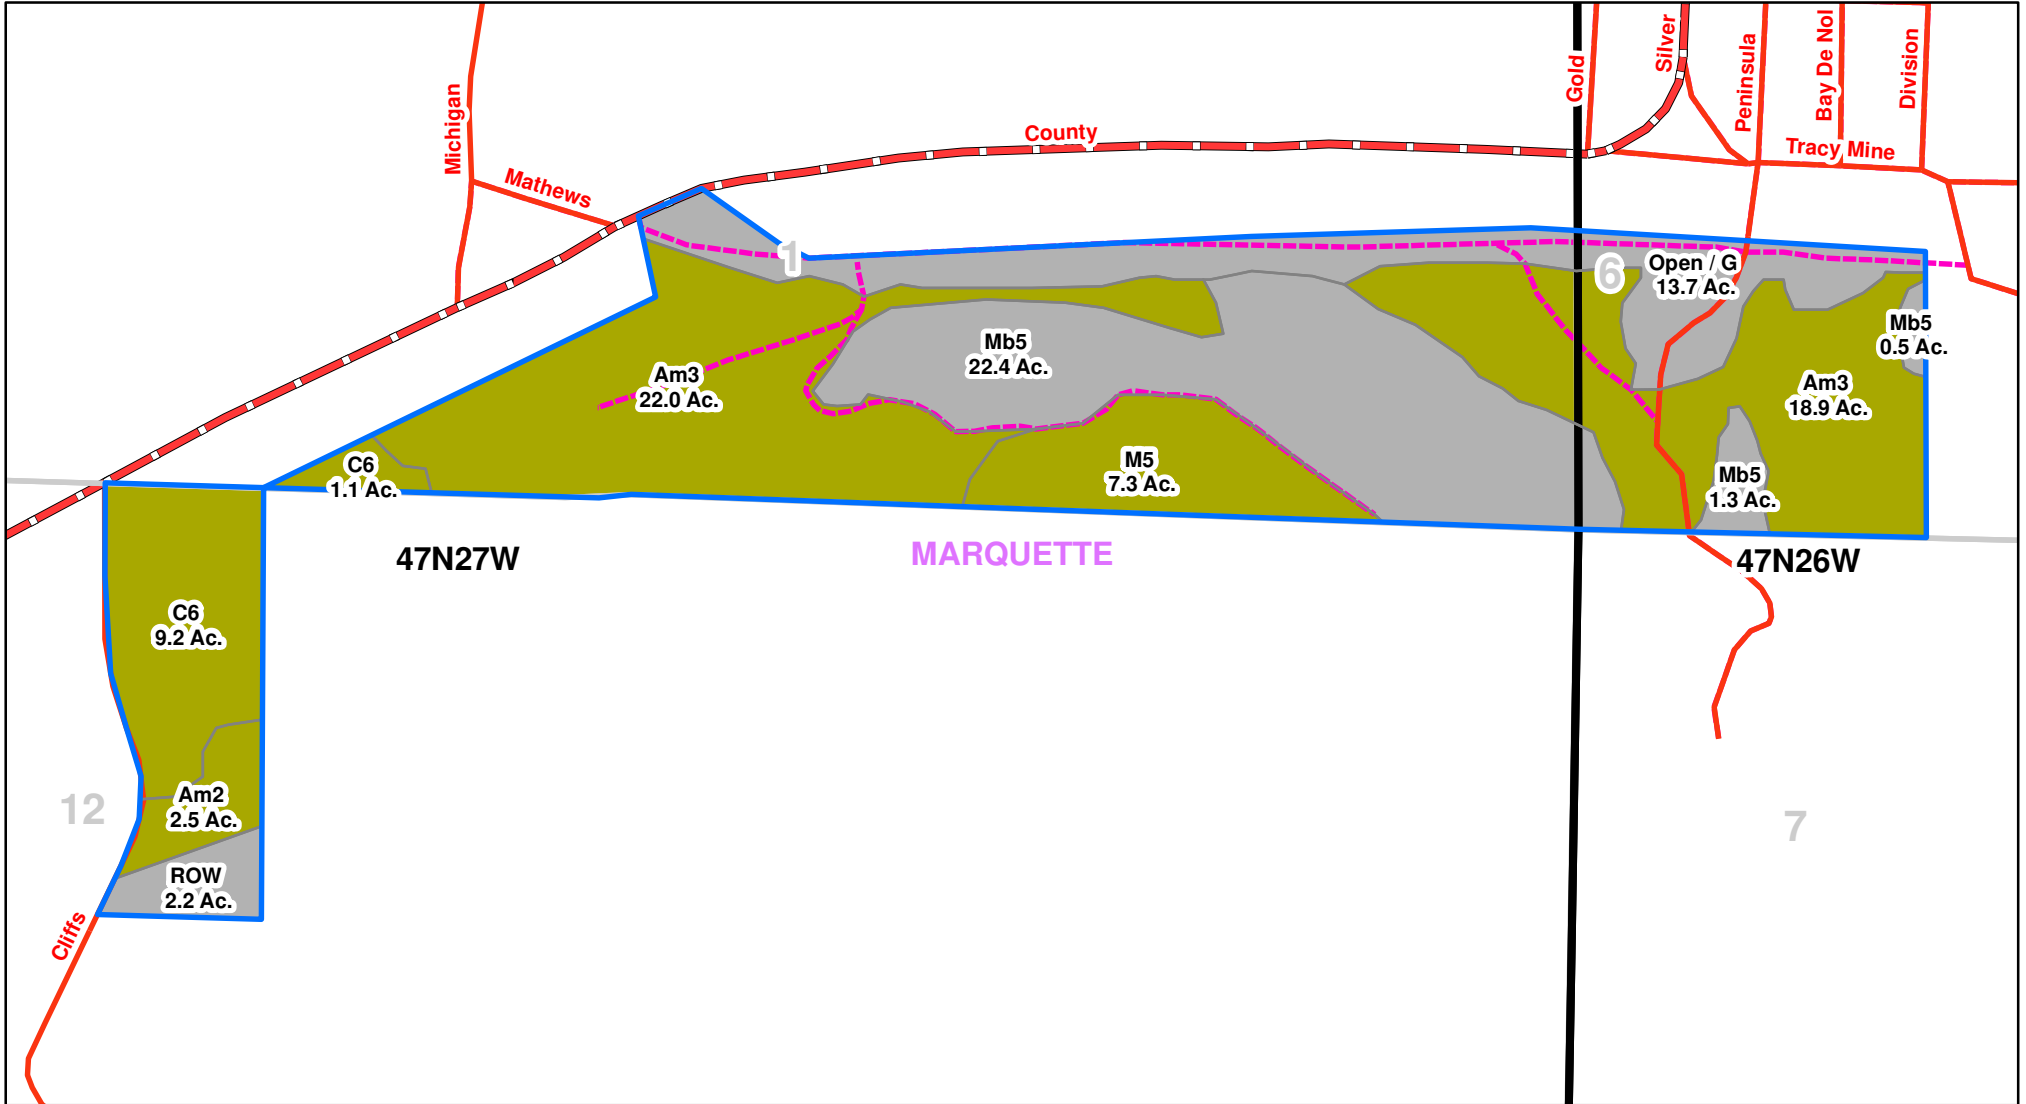 Michigan
Mathews
County
Gold
Silver
Peninsula
Bay De Nol
Division
Tracy Mine
1
6
Open / G
13.7 Ac.
Mb5
0.5 Ac.
Mb5
22.4 Ac.
Am3
22.0 Ac.
Am3
18.9 Ac.
C6
1.1 Ac.
M5
7.3 Ac.
Mb5
1.3 Ac.
47N27W
MARQUETTE
47N26W
C6
9.2 Ac.
12
Am2
2.5 Ac.
7
ROW
2.2 Ac.
Cliffs